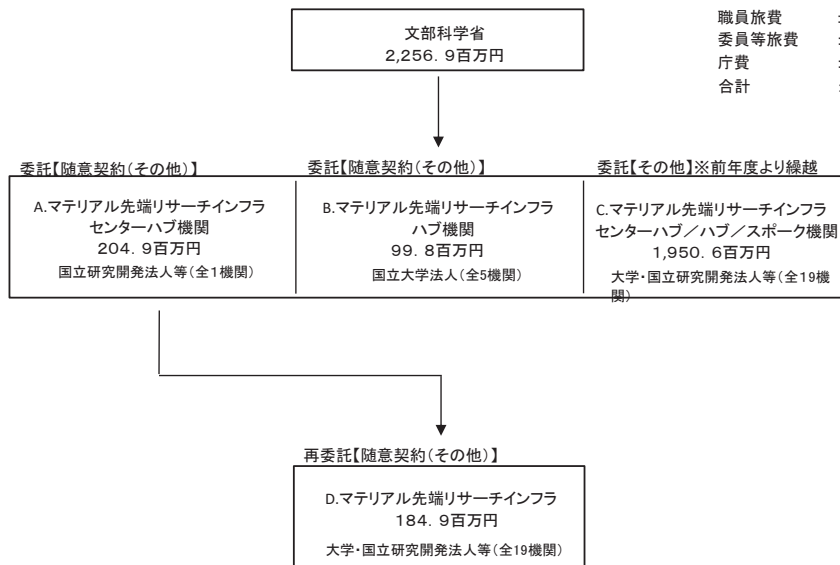 文部科学省
2,256. 9百万円
職員旅費
委員等旅費
庁費
合計
委託【随意契約(その他)】
委託【随意契約(その他)】
委託【その他】※前年度より繰越
A.マテリアル先端リサーチインフラ
センターハブ機関
204. 9百万円
国立研究開発法人等(全1機関)
B.マテリアル先端リサーチインフラ
ハブ機関
99. 8百万円
国立大学法人(全5機関)
C.マテリアル先端リサーチインフラ
センターハブ/ハブ/スポーク機関
1,950. 6百万円
大学・国立研究開発法人等(全19機
関)
再委託【随意契約(その他)】
D.マテリアル先端リサーチインフラ
184. 9百万円
大学・国立研究開発法人等(全19機関)